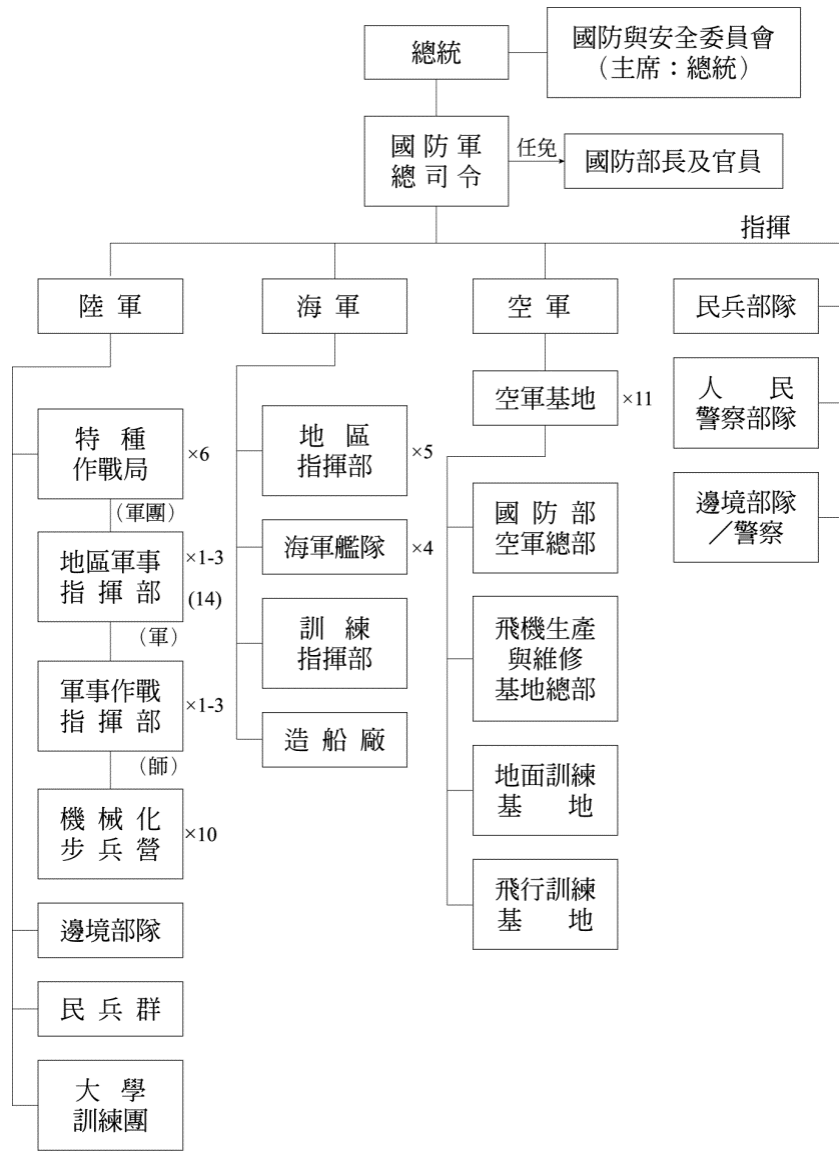 總統
國防與安全委員會
（主席：總統）
國防軍
總司令
任免
國防部長及官員
指揮
陸軍
特種
作戰局
×6
（軍團）
地區軍事
指揮部
×1-3
(14)
（軍）
軍事作戰
指揮部
×1-3
（師）
機械化
步兵營
×10
邊境部隊
民兵群
大學
訓練團
海軍
地區
指揮部
×5
海軍艦隊
×4
訓練
指揮部
造船廠
空軍
空軍基地
×11
國防部
空軍總部
飛機生產
與維修
基地總部
地面訓練
基地
飛行訓練
基地
民兵部隊
人民
警察部隊
邊境部隊
／警察